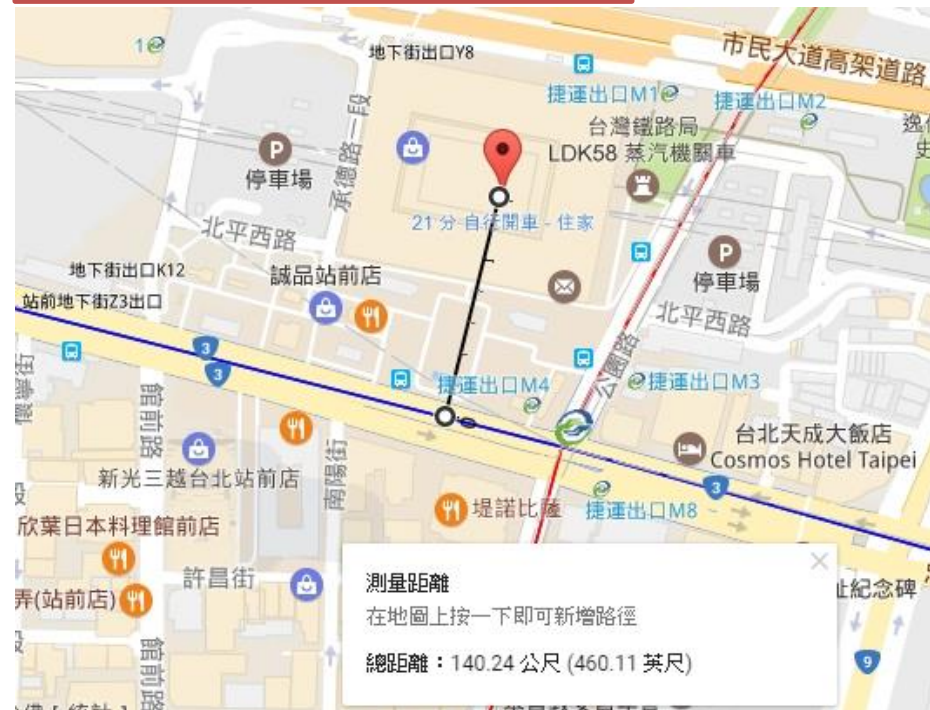 1
地下街出口Y8
市民大道高架道路
捷運出口M1
捷運出口M2
台灣鐵路局
LDK58 蒸汽機關車
承德路一段
P
停車場
21 分 自行開車 - 住家
北平西路
P
停車場
地下街出口K12
誠品站前店
站前地下街Z3出口
北平西路
3
3
公園路
捷運出口M4
捷運出口M3
懷寧街
館前路
台北天成大飯店
Cosmos Hotel Taipei
新光三越台北站前店
南陽街
3
堤諾比薩
捷運出口M8
欣葉日本料理館前店
測量距離
在地圖上按一下即可新增路徑
總距離：140.24 公尺 (460.11 英尺)
許昌街
弄(站前店)
址紀念碑
館前路
9